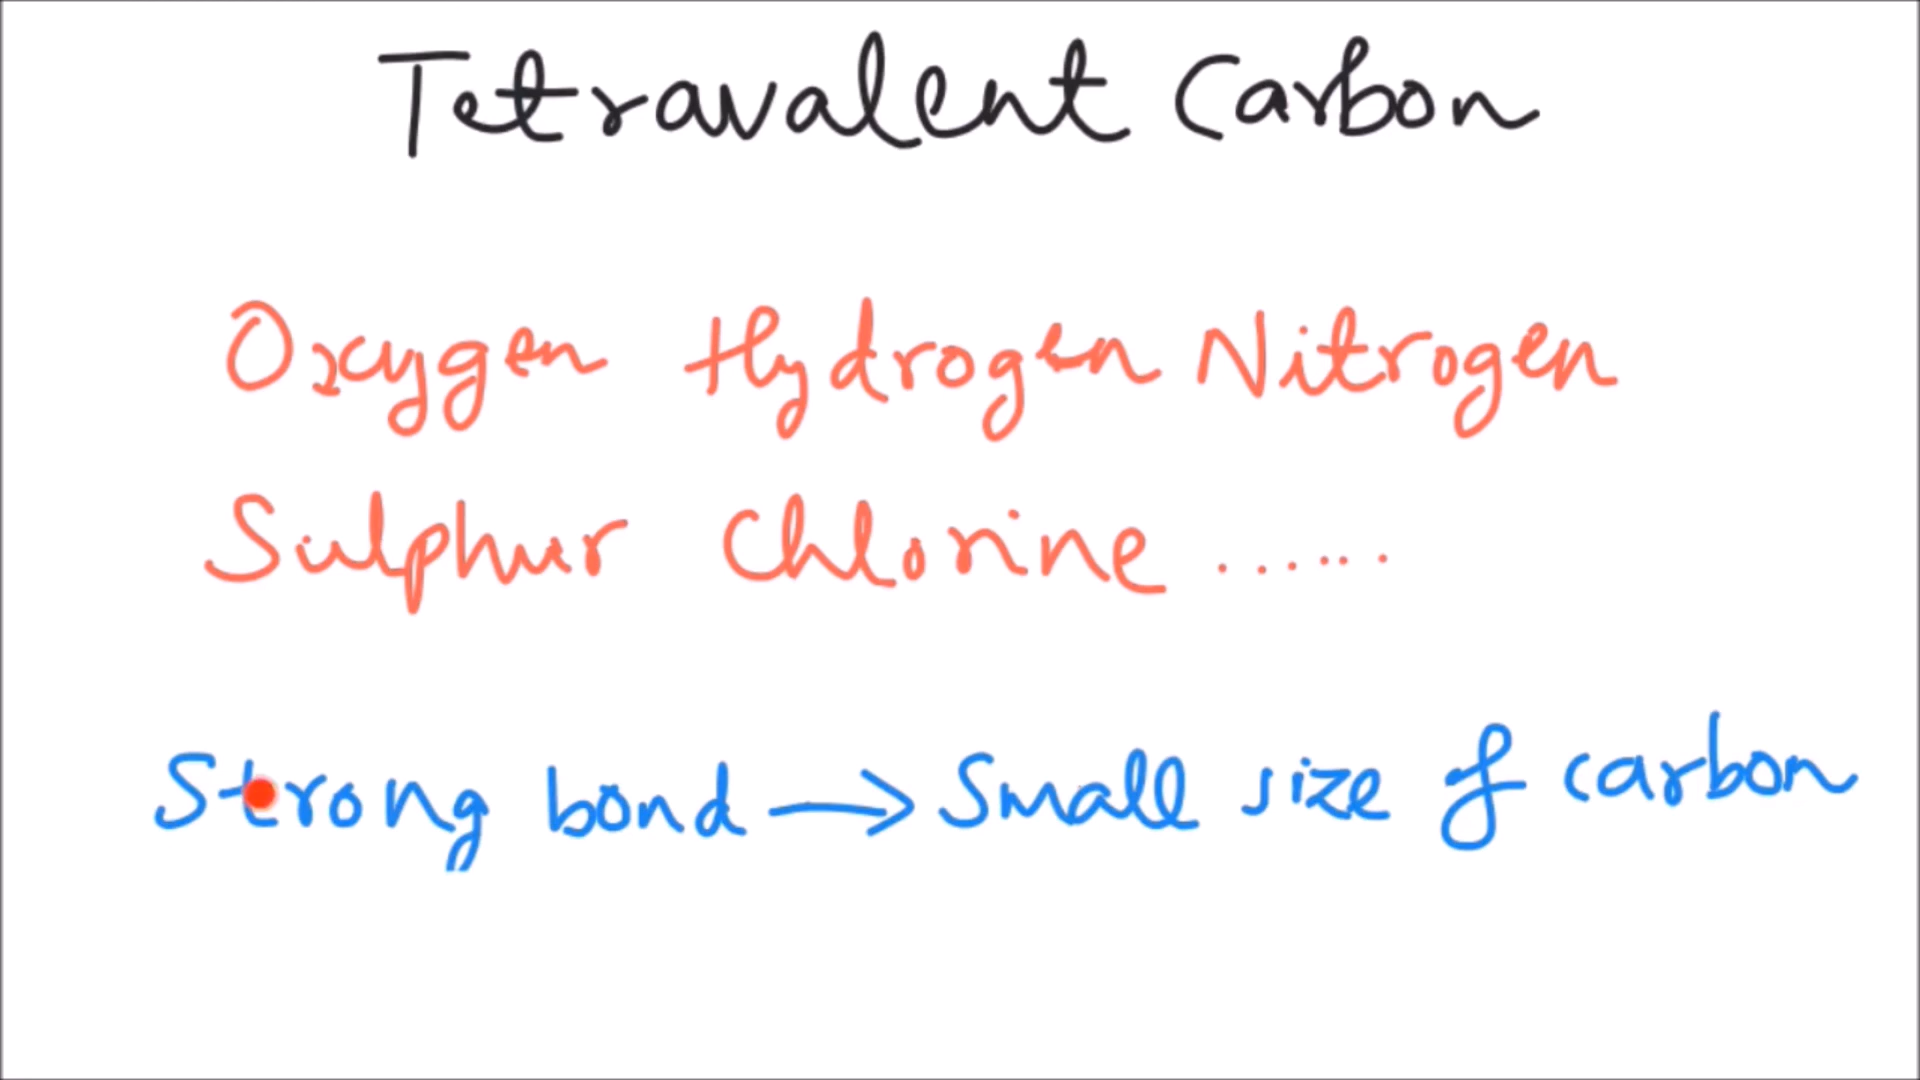 Tetravalent Carbon
Oxygen Hydrogen Nitrogen
Sulphur Chlorine ......
Strong bond → Small size of carbon